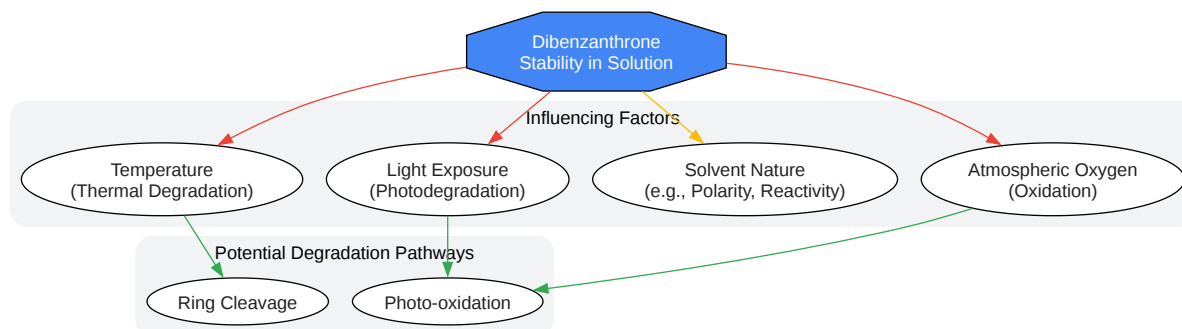 Dibenzanthrone
Stability in Solution
Influencing Factors
Temperature
(Thermal Degradation)
Light Exposure
(Photodegradation)
Solvent Nature
(e.g., Polarity, Reactivity)
Atmospheric Oxygen
(Oxidation)
Potential Degradation Pathways
Ring Cleavage
Photo-oxidation